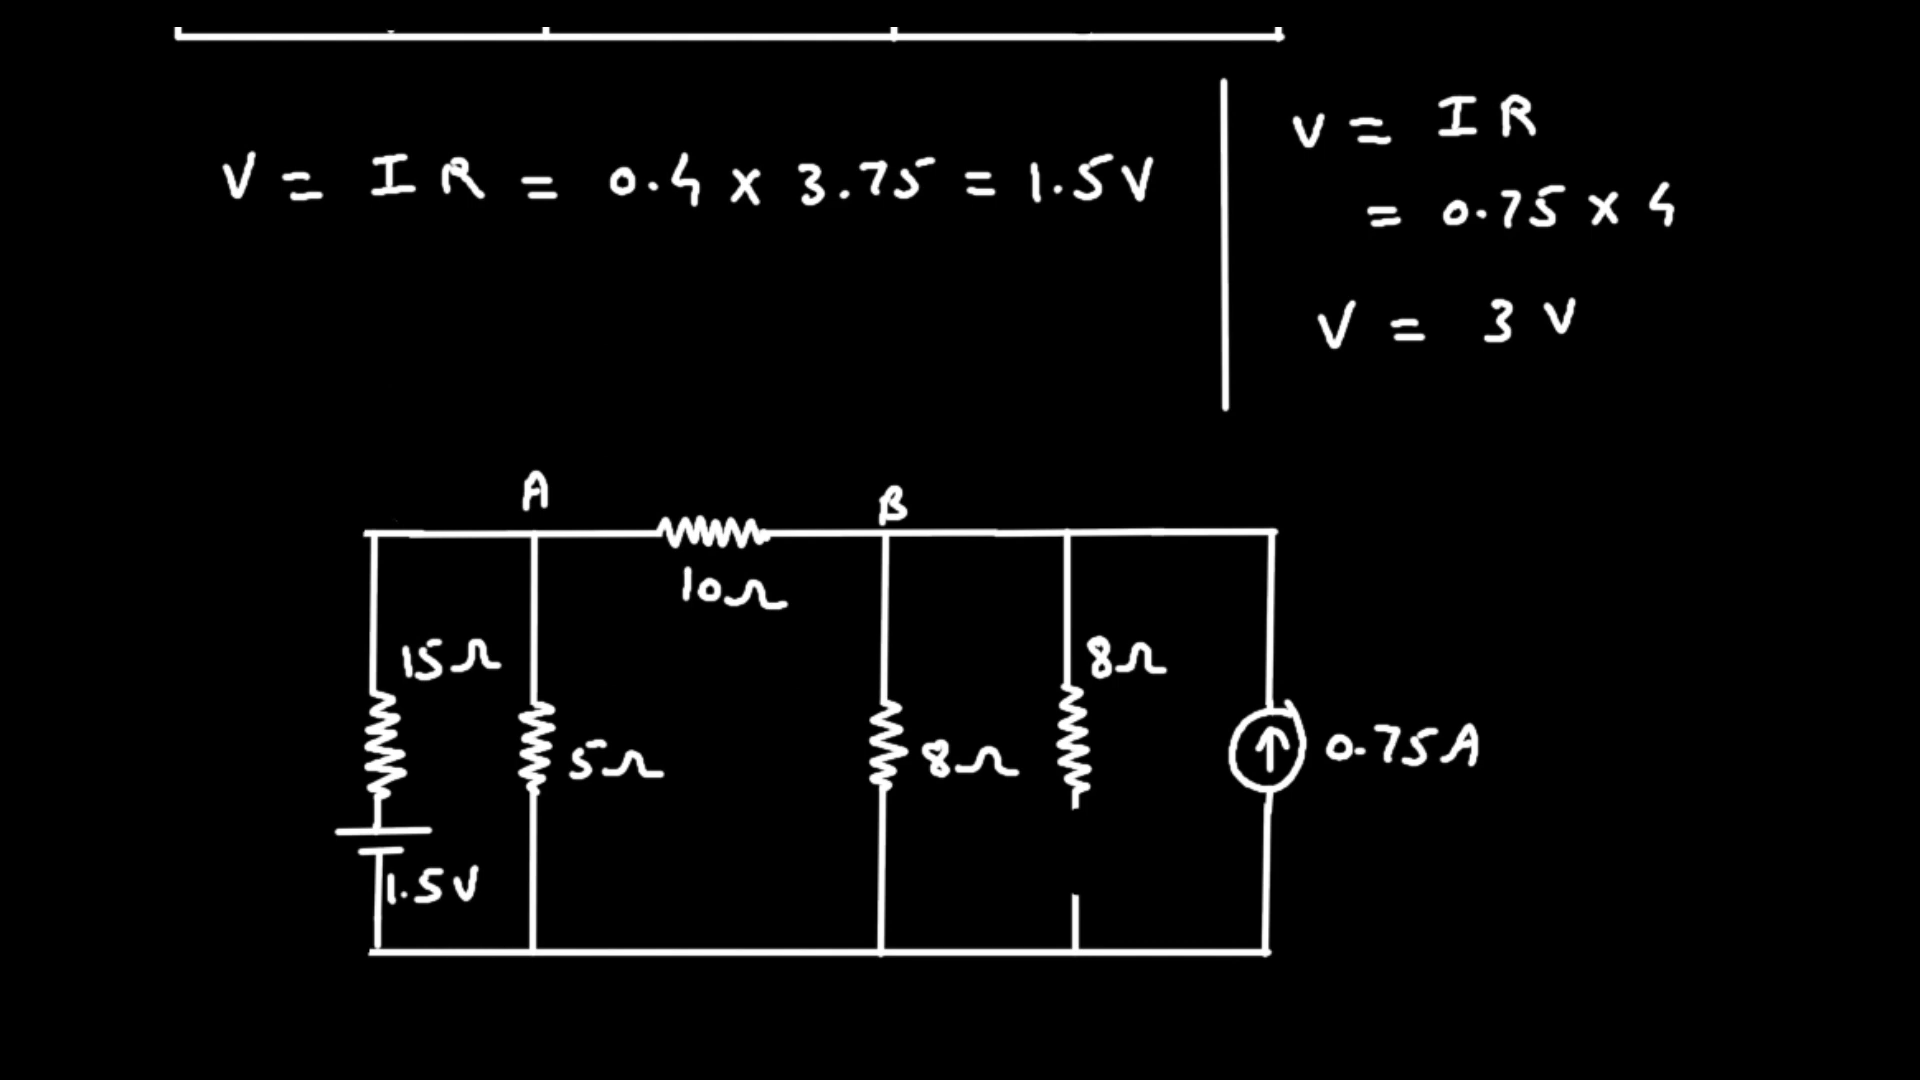 V = IR = 0.4 × 3.75 = 1.5V
V = IR
= 0.75 × 4
V = 3 V
A
B
10Ω
15Ω
8Ω
5Ω
8Ω
0.75A
1.5V